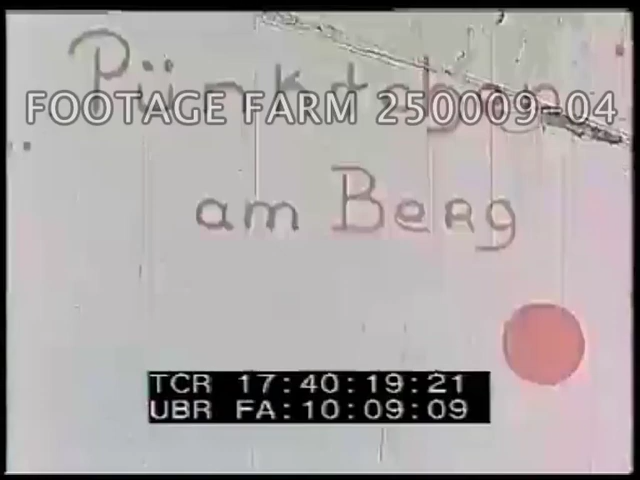 Pünktchen
FOOTAGE FARM 250009-04
am Berg
TCR 17:40:19:21
UBR FA:10:09:09